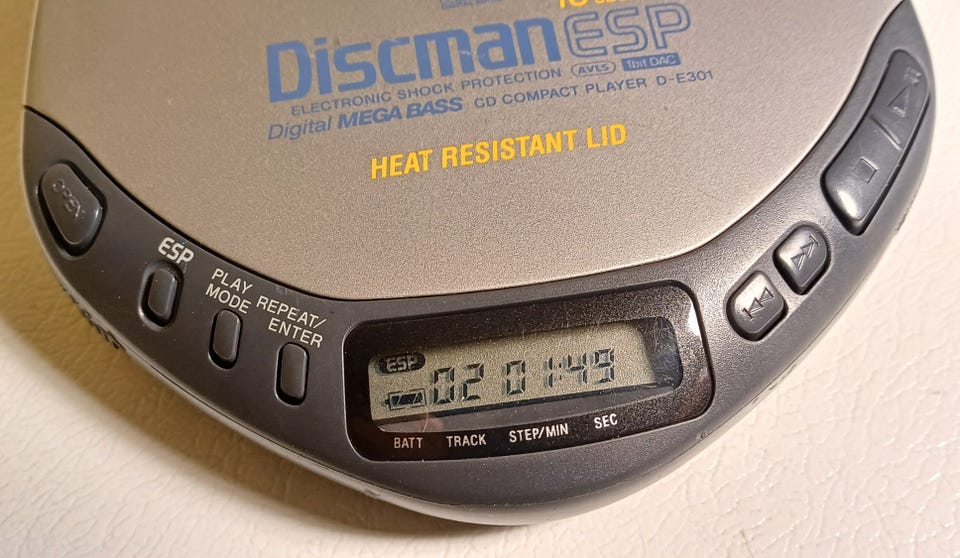 Discman ESP
ELECTRONIC SHOCK PROTECTION AVLS 1bit DAC
Digital MEGA BASS CD COMPACT PLAYER D-E301
HEAT RESISTANT LID
OPEN
ESP
PLAY MODE
REPEAT/ENTER
ESP
02 01:49
BATT TRACK STEP/MIN SEC